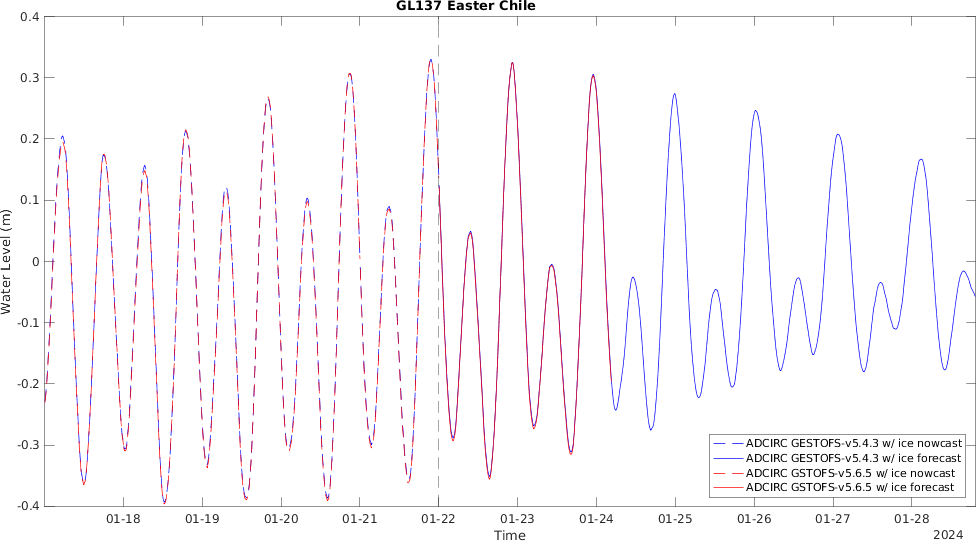 GL137 Easter Chile
0.4
0.3
0.2
0.1
0
-0.1
-0.2
-0.3
-0.4
Water Level (m)
ADCIRC GESTOFS-v5.4.3 w/ ice nowcast
ADCIRC GESTOFS-v5.4.3 w/ ice forecast
ADCIRC GSTOFS-v5.6.5 w/ ice nowcast
ADCIRC GSTOFS-v5.6.5 w/ ice forecast
01-18 01-19 01-20 01-21 01-22 01-23 01-24 01-25 01-26 01-27 01-28
Time
2024